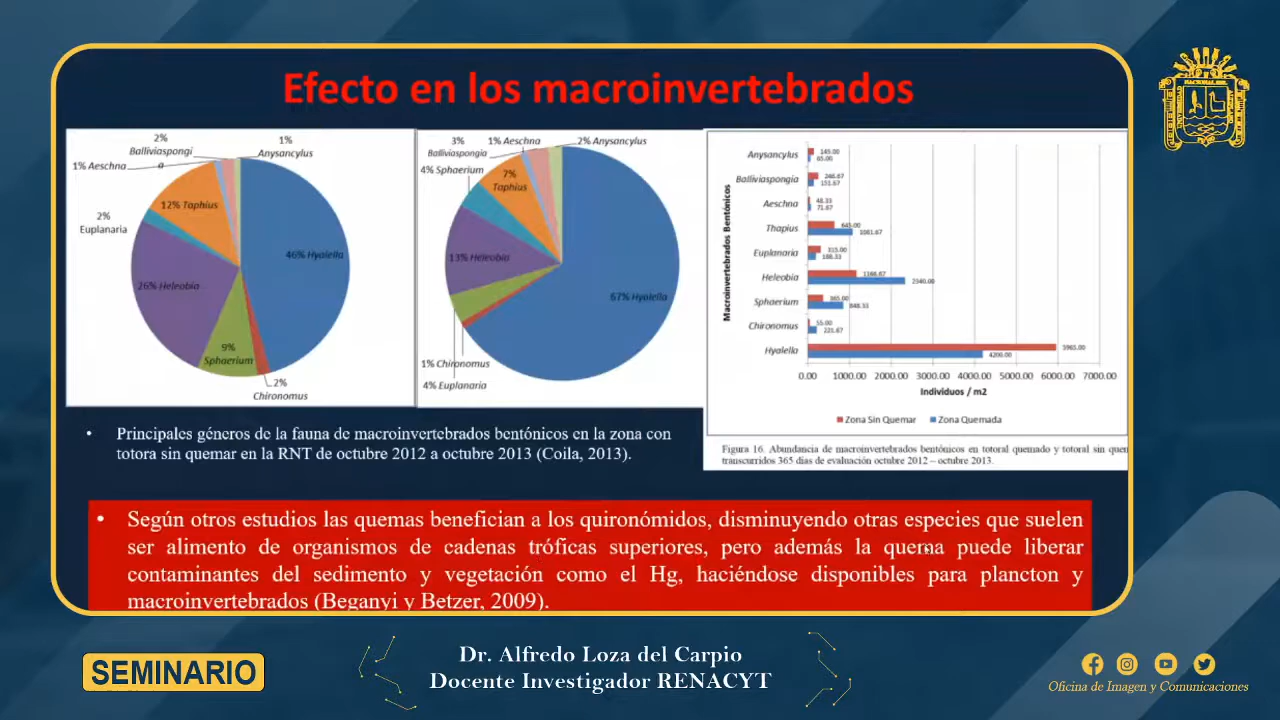 Efecto en los macroinvertebrados
2%
Balliviaspongi
a
1%
Anysancylus
1% Aeschna
12% Taphius
2%
Euplanaria
46% Hyalella
26% Heleobia
9%
Sphaerium
2%
Chironomus
3%
Balliviaspongia
1% Aeschna
2% Anysancylus
4% Sphaerium
7%
Taphius
13% Heleobia
67% Hyalella
1% Chironomus
4% Euplanaria
Macroinvertebrados Bentónicos
Anysancylus
145.00
65.00
Balliviaspongia
246.67
151.67
Aeschna
48.33
71.67
Thapius
645.00
1081.67
Euplanaria
315.00
188.33
Heleobia
1166.67
2340.00
Sphaerium
365.00
848.33
Chironomus
55.00
221.67
Hyalella
5965.00
4200.00
0.00 1000.00 2000.00 3000.00 4000.00 5000.00 6000.00 7000.00
Individuos / m2
Zona Sin Quemar Zona Quemada
Figura 16. Abundancia de macroinvertebrados bentónicos en totoral quemado y totoral sin quem
transcurridos 365 días de evaluación octubre 2012 – octubre 2013.
• Principales géneros de la fauna de macroinvertebrados bentónicos en la zona con
totora sin quemar en la RNT de octubre 2012 a octubre 2013 (Coila, 2013).
• Según otros estudios las quemas benefician a los quironómidos, disminuyendo otras especies que suelen
ser alimento de organismos de cadenas tróficas superiores, pero además la quema puede liberar
contaminantes del sedimento y vegetación como el Hg, haciéndose disponibles para plancton y
macroinvertebrados (Beganyi y Betzer, 2009).
SEMINARIO
Dr. Alfredo Loza del Carpio
Docente Investigador RENACYT
Oficina de Imagen y Comunicaciones